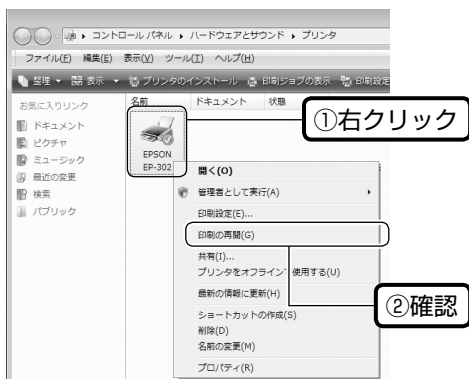 コントロール パネル ▸ ハードウェアとサウンド ▸ プリンタ
ファイル(F) 編集(E) 表示(V) ツール(T) ヘルプ(H)
整理 表示 プリンタのインストール 印刷ジョブの表示 印刷設定
お気に入りリンク
ドキュメント
ピクチャ
ミュージック
最近の変更
検索
パブリック
名前 ドキュメント 状態
①右クリック
EPSON
EP-302
開く(O)
管理者として実行(A)
印刷設定(E)...
印刷の再開(G)
共有(I)...
プリンタをオフライン 使用する(U)
最新の情報に更新(H)
②確認
ショートカットの作成(S)
削除(D)
名前の変更(M)
プロパティ(R)